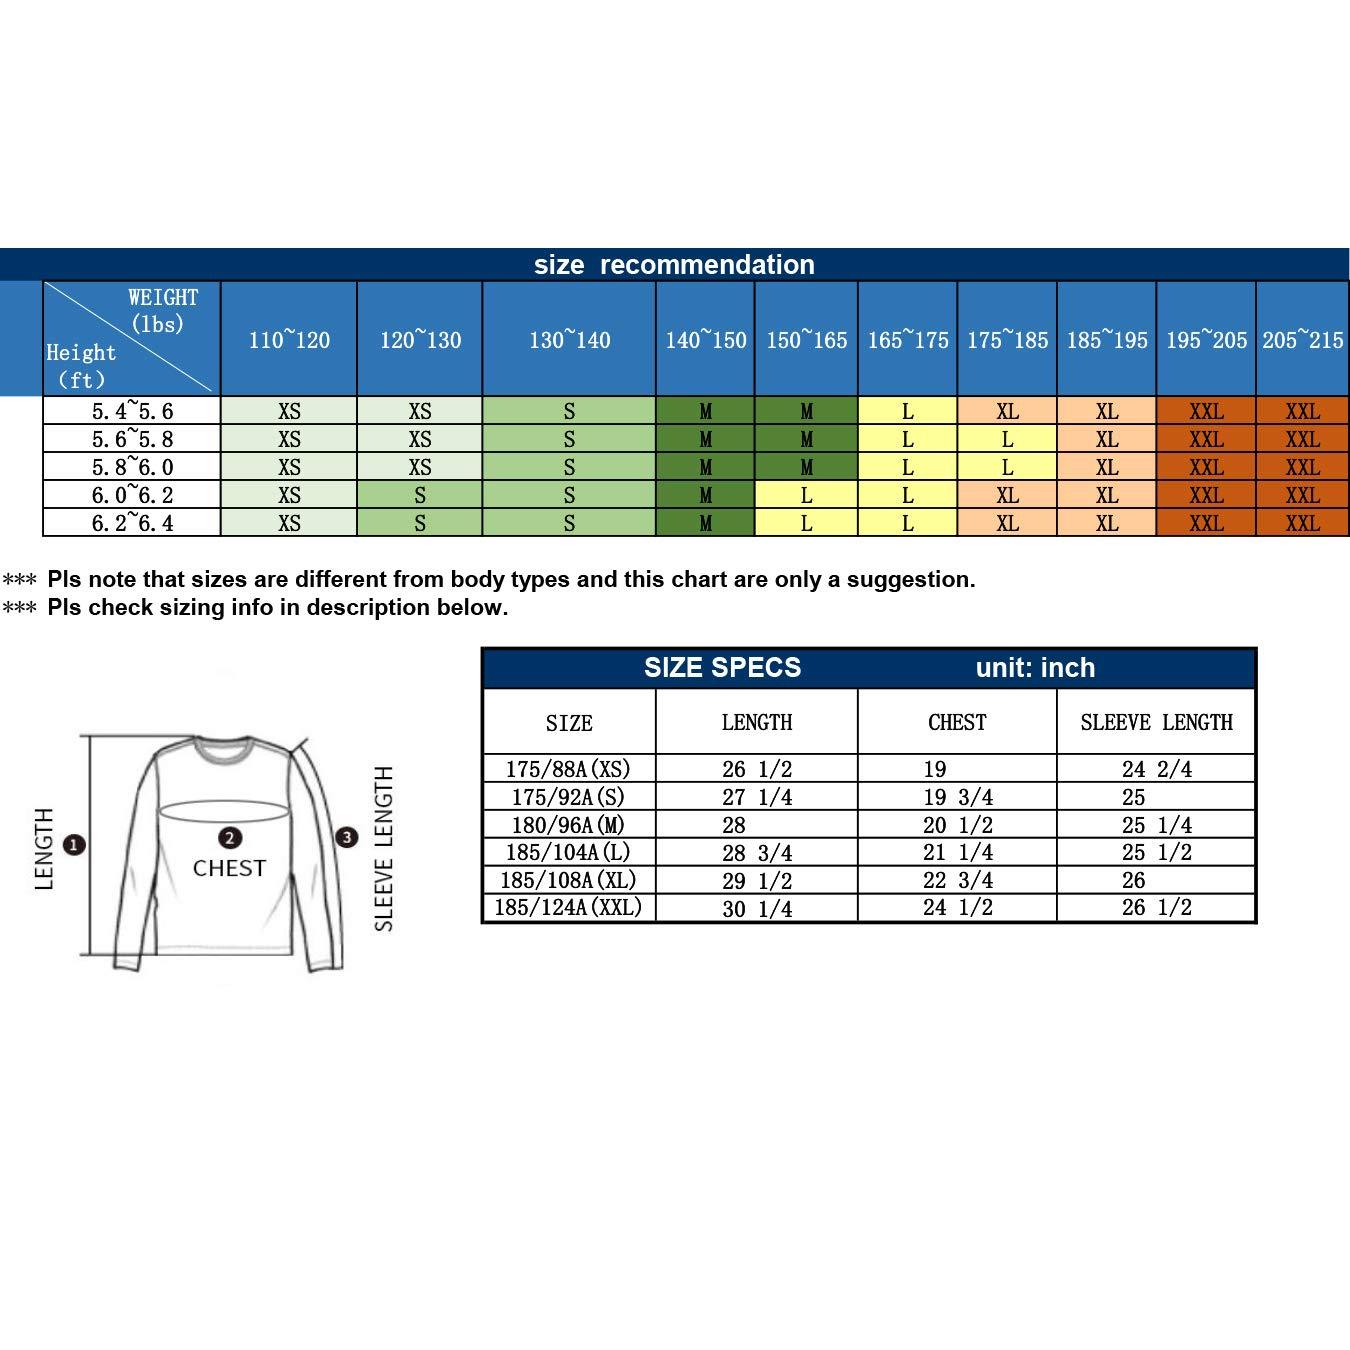 size recommendation
WEIGHT
(lbs)
Height
(ft)
110~120 120~130 130~140 140~150 150~165 165~175 175~185 185~195 195~205 205~215
5.4~5.6 XS XS S M M L XL XL XXL XXL
5.6~5.8 XS XS S M M L L XL XXL XXL
5.8~6.0 XS XS S M M L L XL XXL XXL
6.0~6.2 XS S S M L L XL XL XXL XXL
6.2~6.4 XS S S M L L XL XL XXL XXL
*** Pls note that sizes are different from body types and this chart are only a suggestion.
*** Pls check sizing info in description below.
LENGTH
1
2
CHEST
3
SLEEVE LENGTH
SIZE SPECS unit: inch
SIZE LENGTH CHEST SLEEVE LENGTH
175/88A(XS) 26 1/2 19 24 2/4
175/92A(S) 27 1/4 19 3/4 25
180/96A(M) 28 20 1/2 25 1/4
185/104A(L) 28 3/4 21 1/4 25 1/2
185/108A(XL) 29 1/2 22 3/4 26
185/124A(XXL) 30 1/4 24 1/2 26 1/2